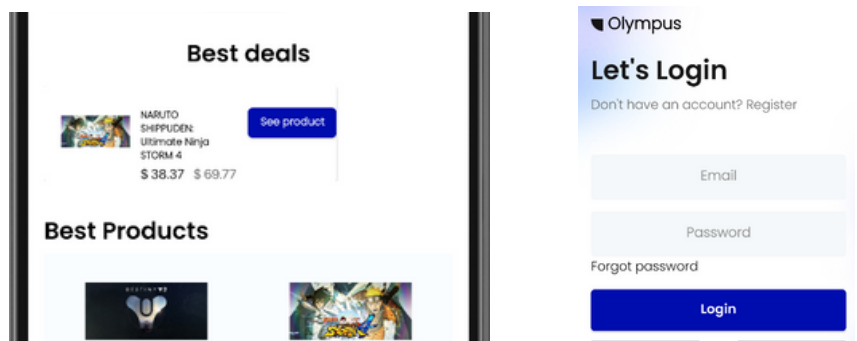 Best deals
NARUTO
SHIPPUDEN:
Ultimate Ninja
STORM 4
$ 38.37 $ 69.77
See product
Best Products
DESTINY
Olympus
Let's Login
Don't have an account? Register
Email
Password
Forgot password
Login